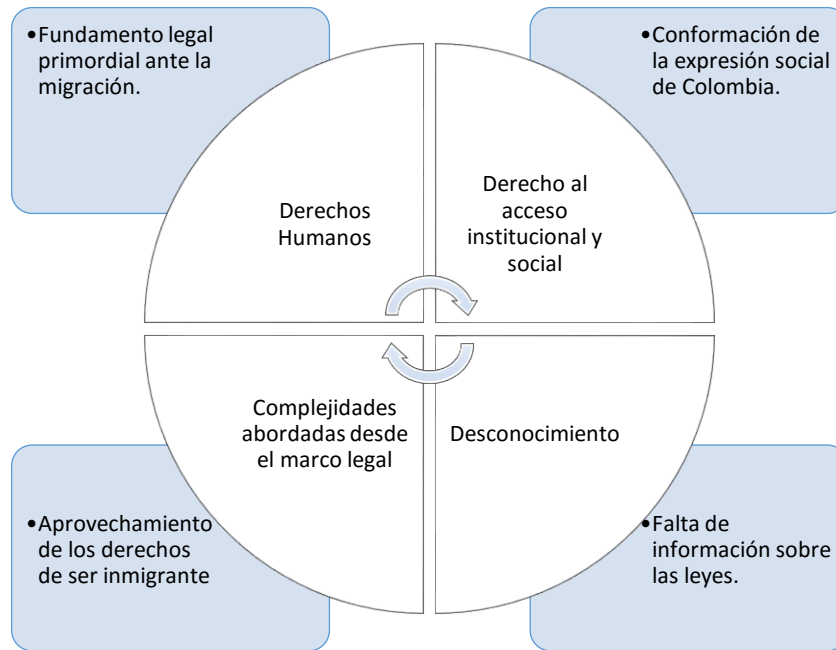 •Fundamento legal
primordial ante la
migración.
•Conformación de
la expresión social
de Colombia.
Derechos
Humanos
Derecho al
acceso
institucional y
social
Complejidades
abordadas desde
el marco legal
Desconocimiento
•Aprovechamiento
de los derechos
de ser inmigrante
•Falta de
información sobre
las leyes.